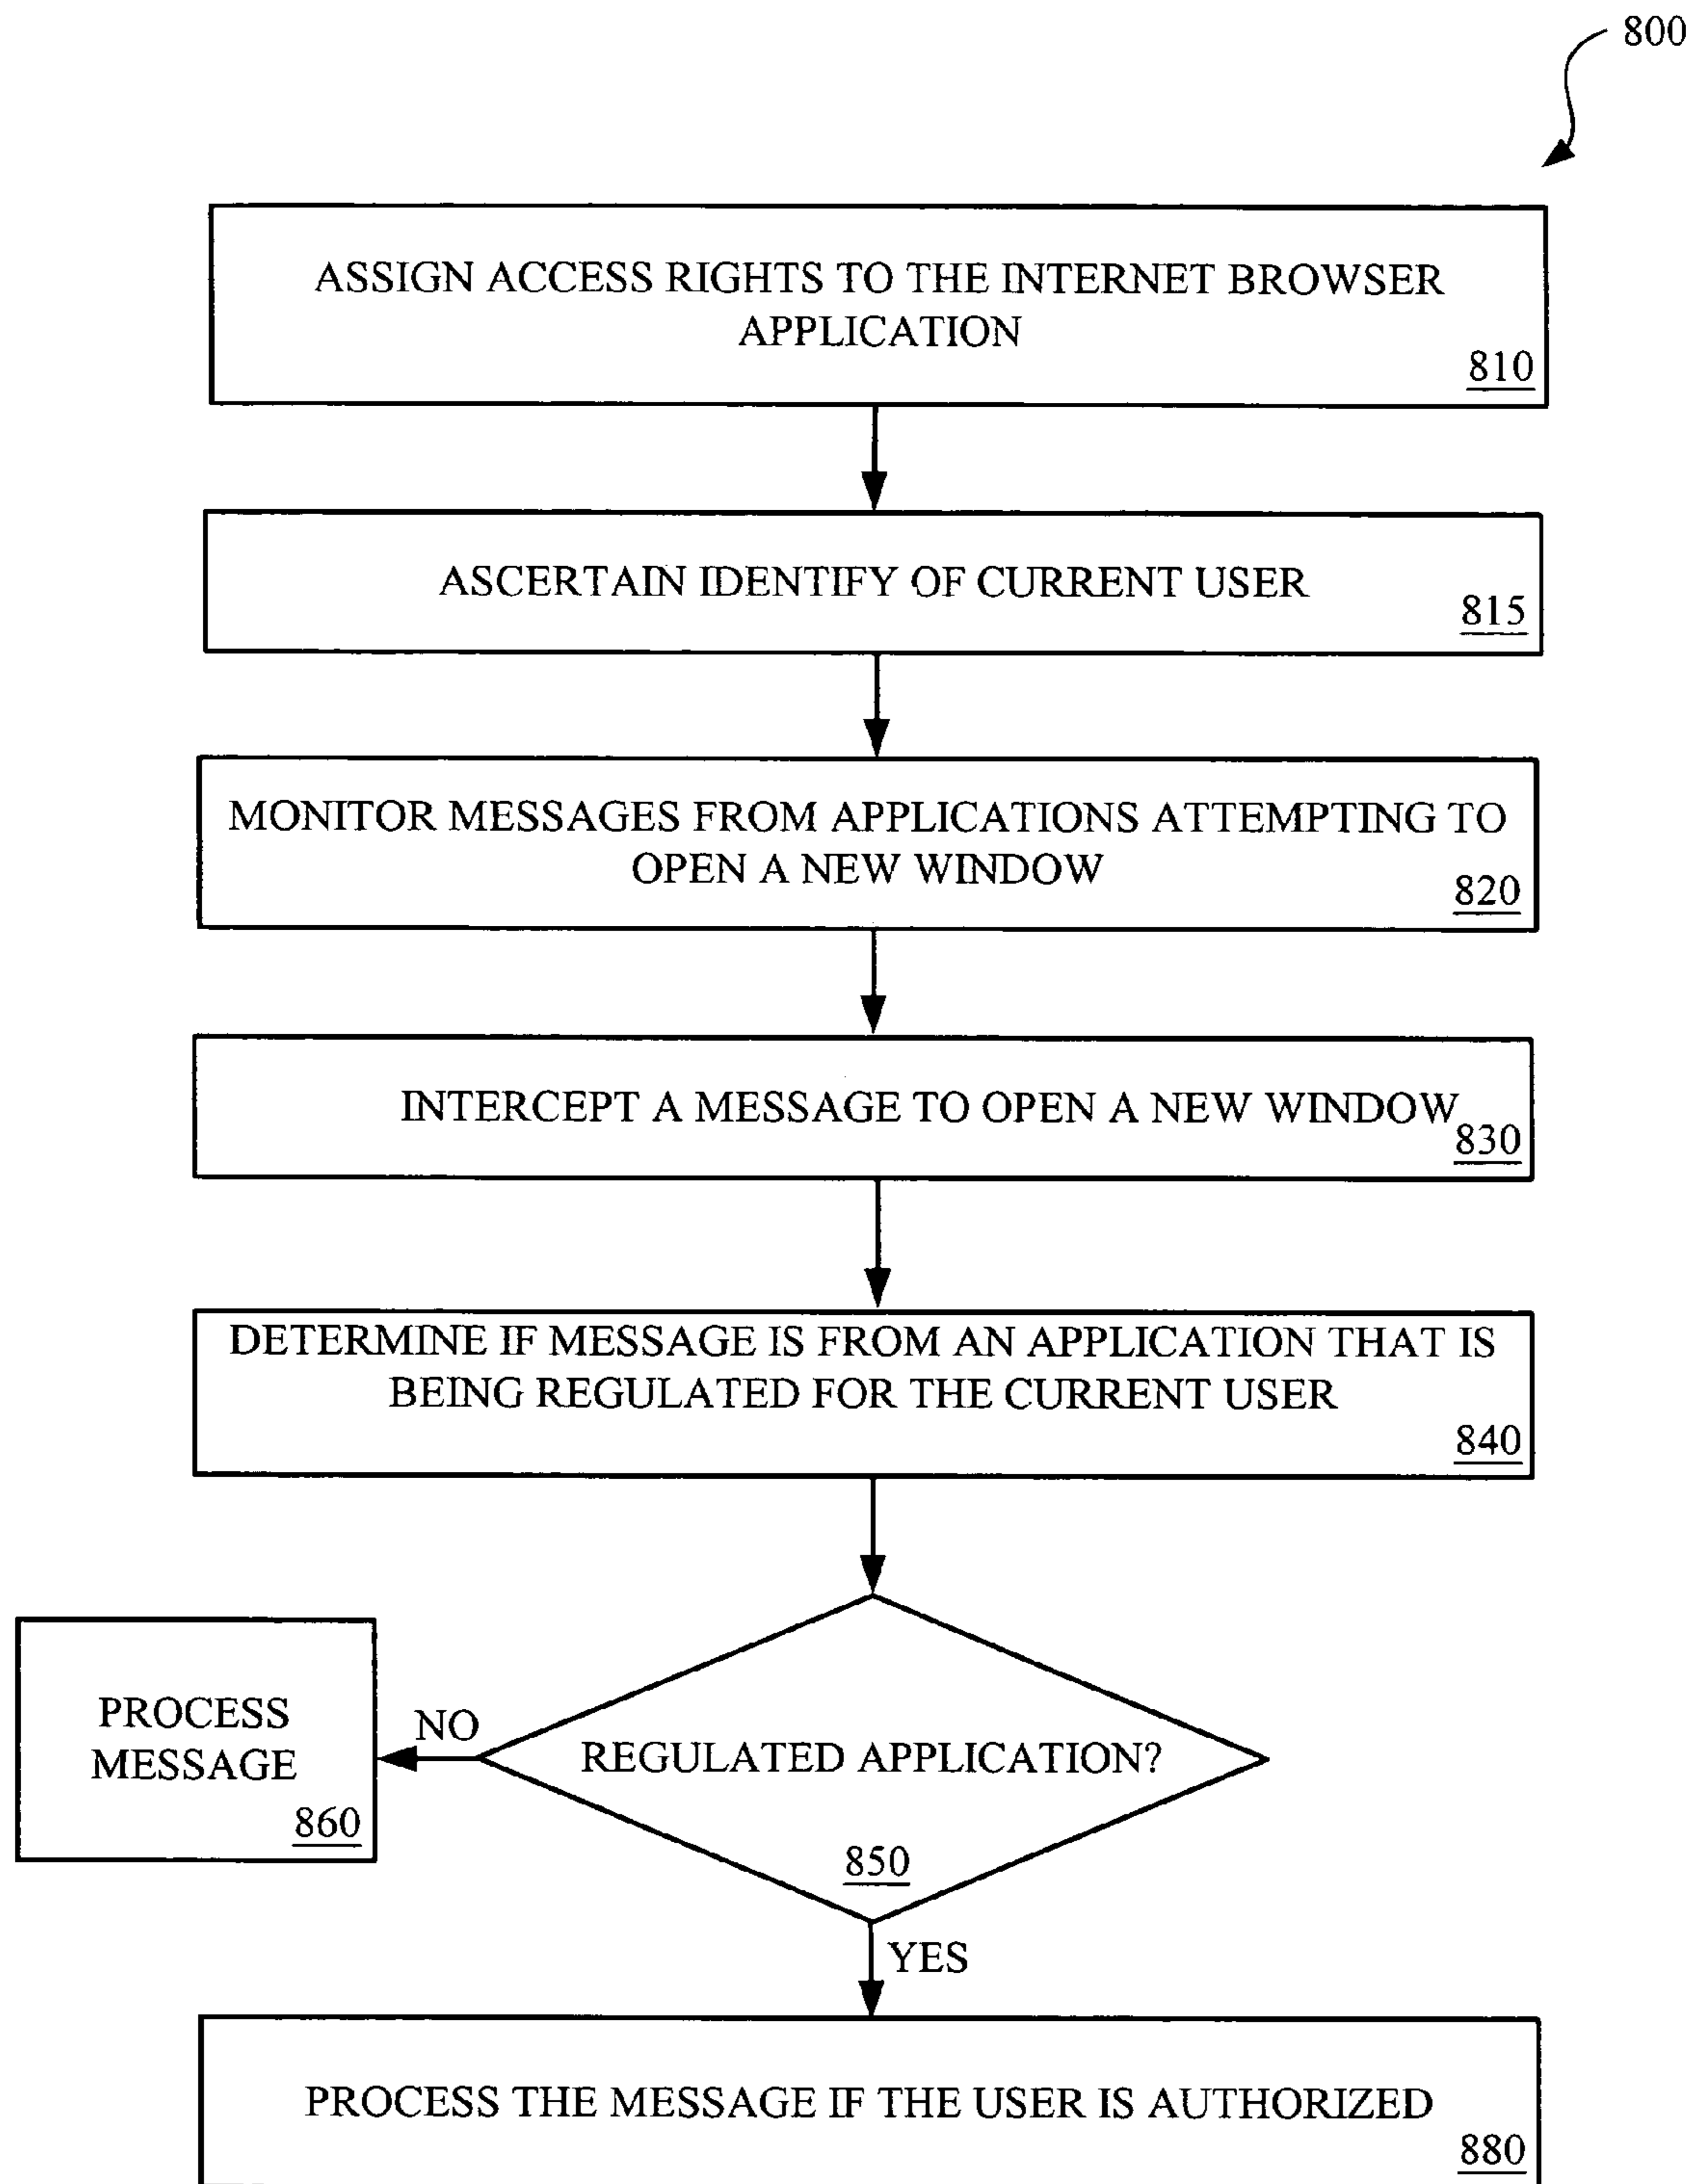 800
ASSIGN ACCESS RIGHTS TO THE INTERNET BROWSER
APPLICATION
810
ASCERTAIN IDENTIFY OF CURRENT USER
815
MONITOR MESSAGES FROM APPLICATIONS ATTEMPTING TO
OPEN A NEW WINDOW
820
INTERCEPT A MESSAGE TO OPEN A NEW WINDOW
830
DETERMINE IF MESSAGE IS FROM AN APPLICATION THAT IS
BEING REGULATED FOR THE CURRENT USER
840
PROCESS
MESSAGE
860
NO
REGULATED APPLICATION?
850
YES
PROCESS THE MESSAGE IF THE USER IS AUTHORIZED
880